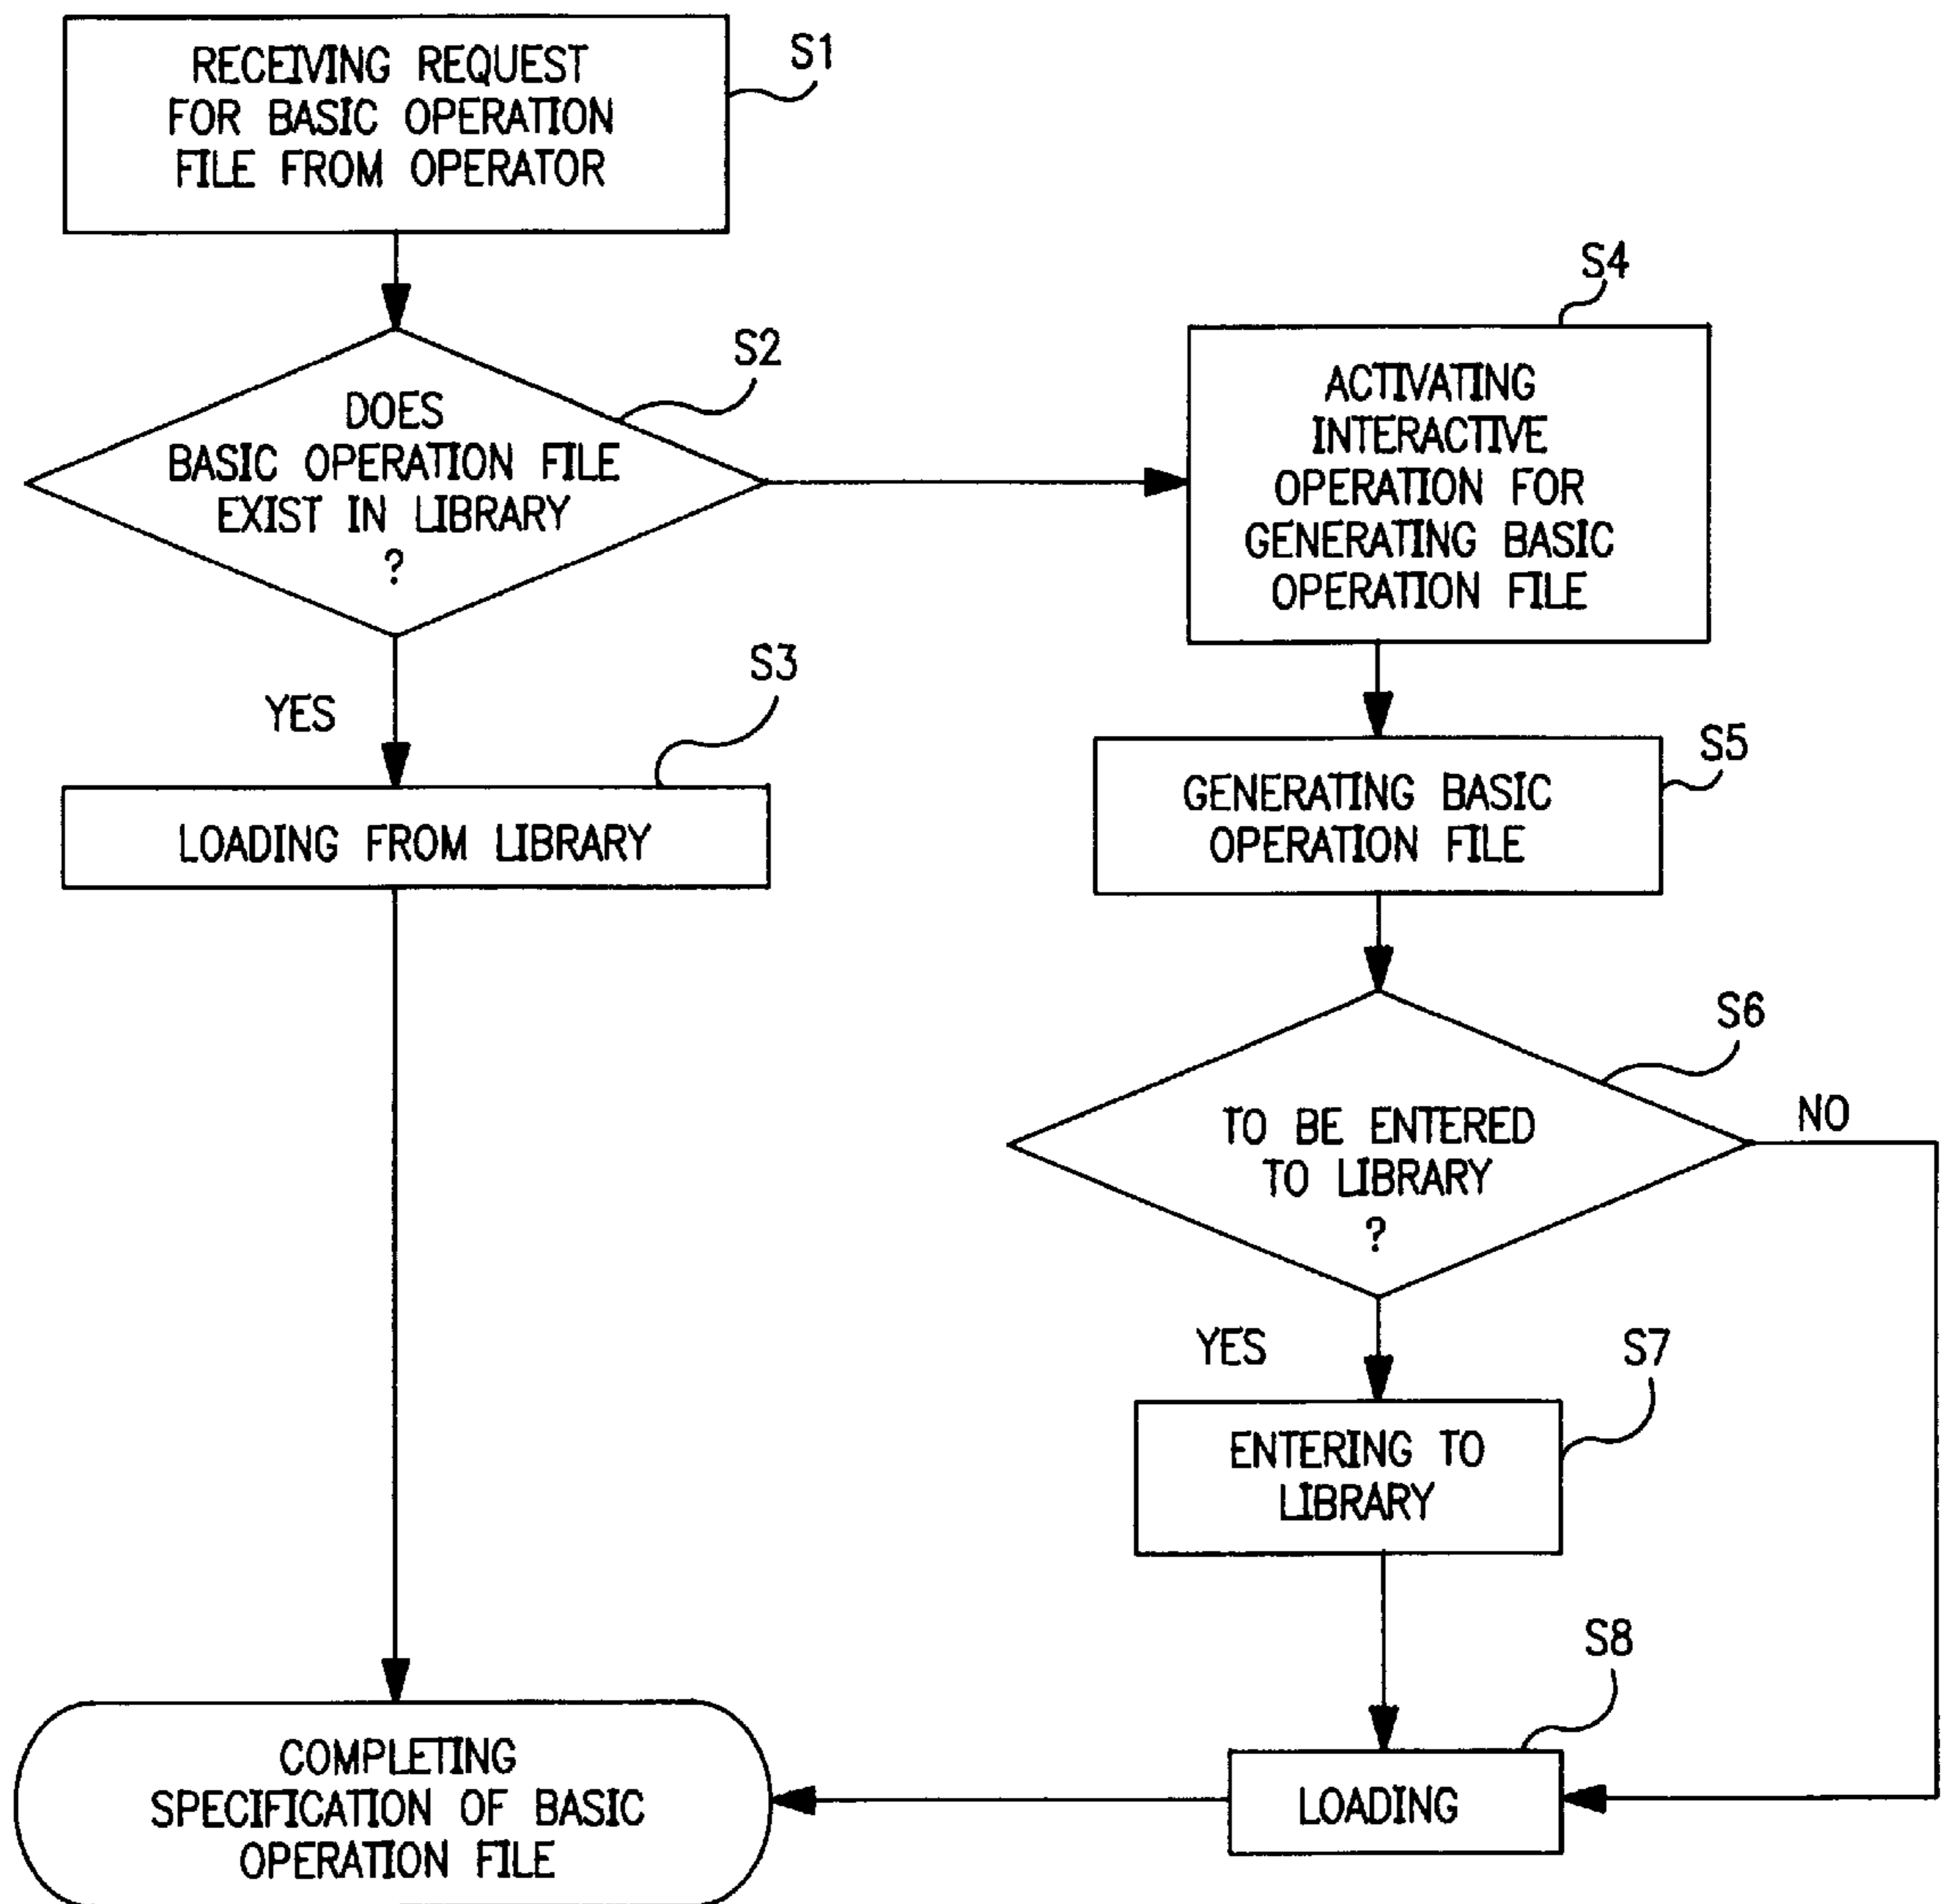 RECEIVING REQUEST
FOR BASIC OPERATION
FILE FROM OPERATOR
S1
DOES
BASIC OPERATION FILE
EXIST IN LIBRARY
?
S2
YES
S3
LOADING FROM LIBRARY
S4
ACTIVATING
INTERACTIVE
OPERATION FOR
GENERATING BASIC
OPERATION FILE
S5
GENERATING BASIC
OPERATION FILE
S6
TO BE ENTERED
TO LIBRARY
?
NO
YES
S7
ENTERING TO
LIBRARY
S8
LOADING
COMPLETING
SPECIFICATION OF BASIC
OPERATION FILE